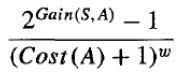 2^{Gain(S,A)} − 1
(Cost(A) + 1)^w